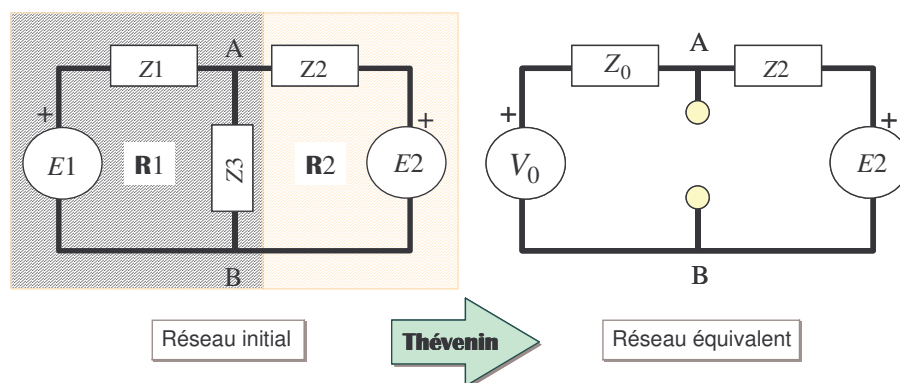 Z1
A
Z2
+
+
E1
R1
Z3
R2
E2
B
Z0
A
Z2
+
+
V0
E2
B
Réseau initial
Thévenin
Réseau équivalent